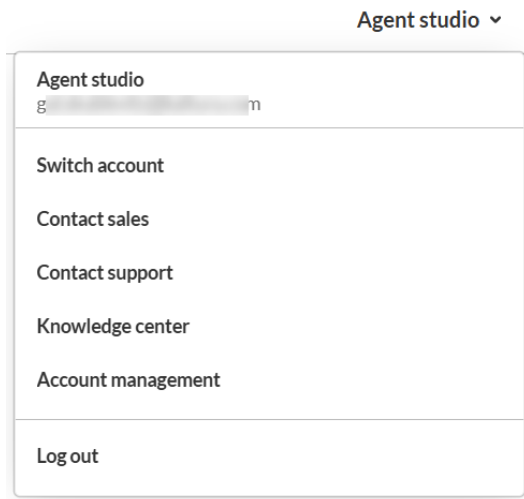 Agent studio
Agent studio
Switch account
Contact sales
Contact support
Knowledge center
Account management
Log out